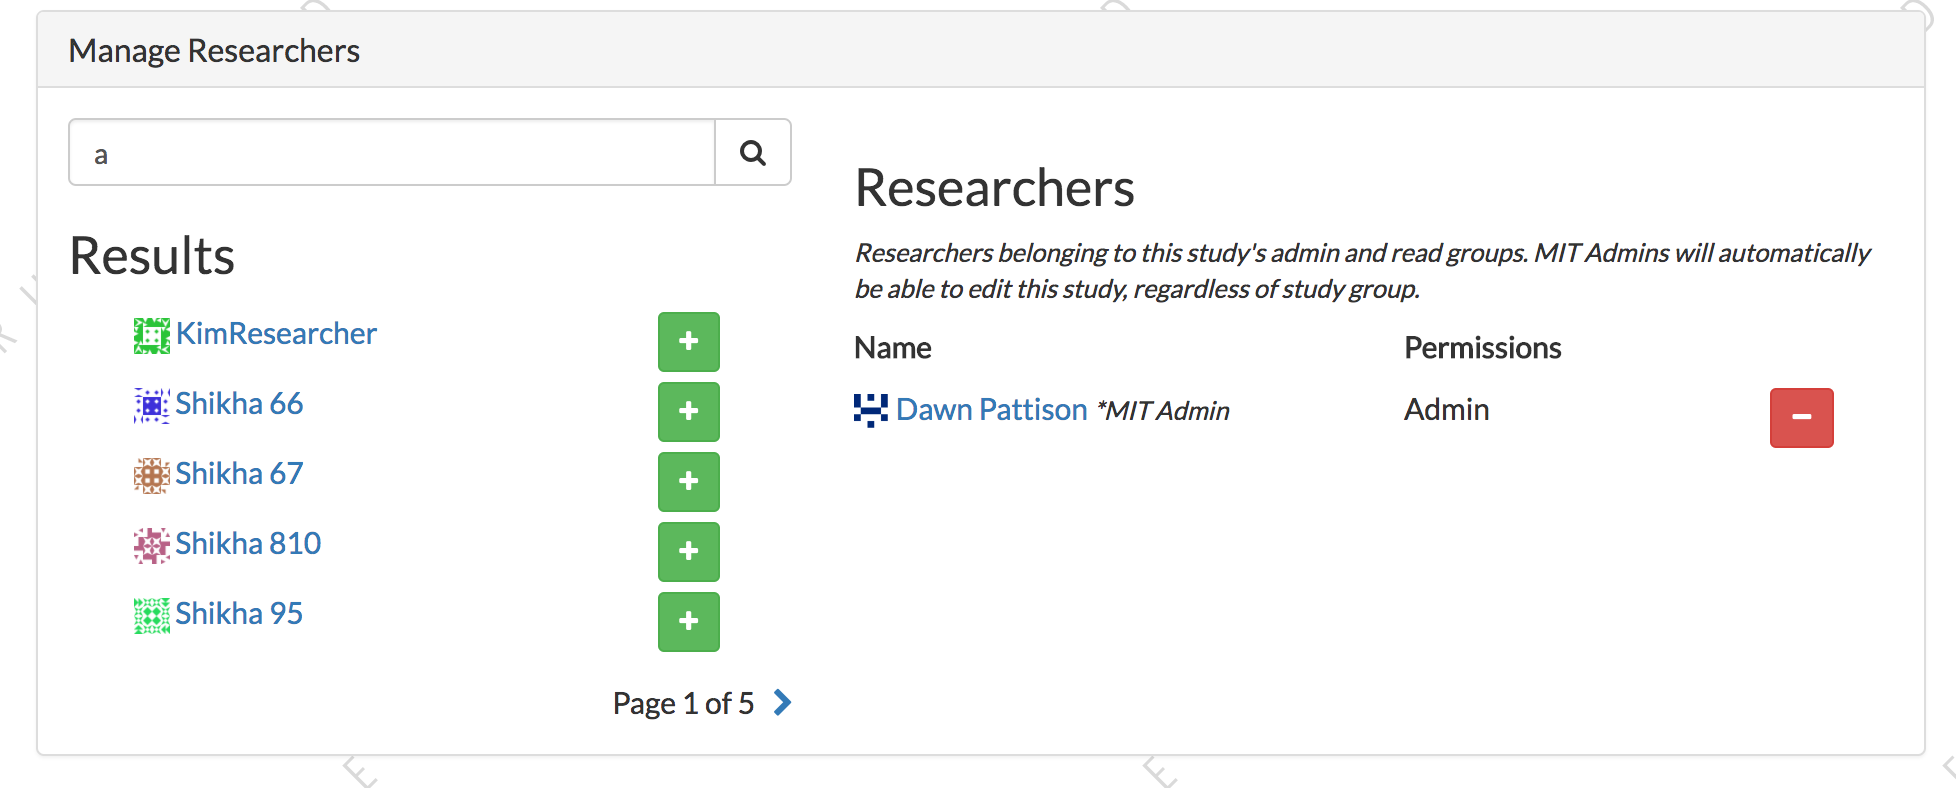 Manage Researchers
a
Results
KimResearcher
Shikha 66
Shikha 67
Shikha 810
Shikha 95
Page 1 of 5
Researchers
Researchers belonging to this study's admin and read groups. MIT Admins will automatically
be able to edit this study, regardless of study group.
Name Permissions
Dawn Pattison *MIT Admin Admin